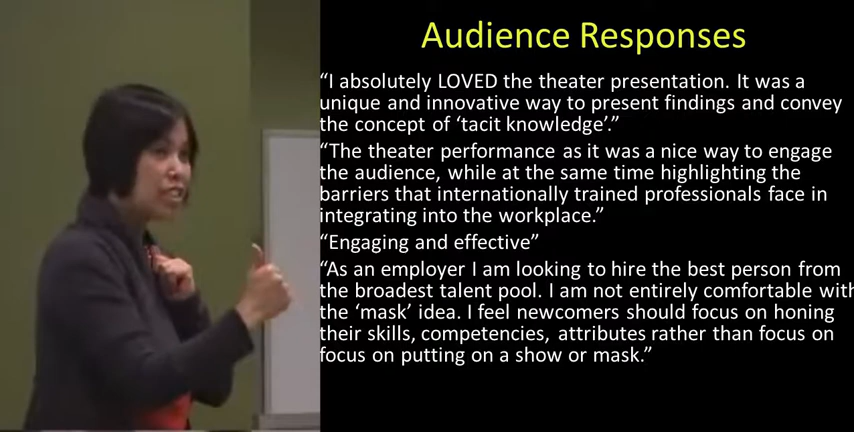 Audience Responses
“I absolutely LOVED the theater presentation. It was a
unique and innovative way to present findings and convey
the concept of ‘tacit knowledge’.”
“The theater performance as it was a nice way to engage
the audience, while at the same time highlighting the
barriers that internationally trained professionals face in
integrating into the workplace.”
“Engaging and effective”
“As an employer I am looking to hire the best person from
the broadest talent pool. I am not entirely comfortable with
the ‘mask’ idea. I feel newcomers should focus on honing
their skills, competencies, attributes rather than focus on
focus on putting on a show or mask.”